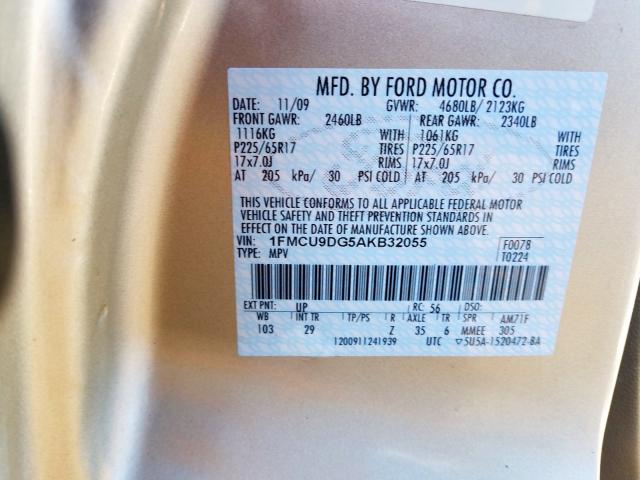 MFD. BY FORD MOTOR CO.
DATE: 11/09 GVWR: 4680LB/ 2123KG
FRONT GAWR: 2460LB REAR GAWR: 2340LB
1116KG WITH 1061KG WITH
P225/65R17 TIRES P225/65R17 TIRES
17x7.0J RIMS 17x7.0J RIMS
AT 205 kPa/ 30 PSI COLD AT 205 kPa/ 30 PSI COLD
THIS VEHICLE CONFORMS TO ALL APPLICABLE FEDERAL MOTOR
VEHICLE SAFETY AND THEFT PREVENTION STANDARDS IN
EFFECT ON THE DATE OF MANUFACTURE SHOWN ABOVE.
VIN: 1FMCU9DG5AKB32055 F0078
TYPE: MPV T0224
EXT PNT: UP RC: 56 DSO:
WB INT TR TP/PS R AXLE TR SPR AM71F
103 29 Z 35 6 MMEE 305
1200911241939 UTC ▽5U5A-1520472-BA